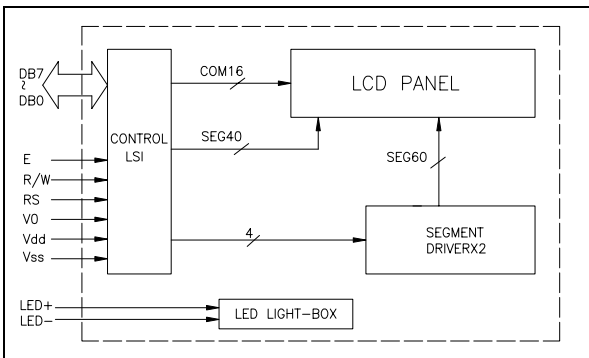 DB7
~
DB0
COM16
LCD PANEL
CONTROL
LSI
SEG40
SEG60
E
R/W
RS
V0
Vdd
Vss
4
SEGMENT
DRIVERX2
LED+
LED-
LED LIGHT-BOX